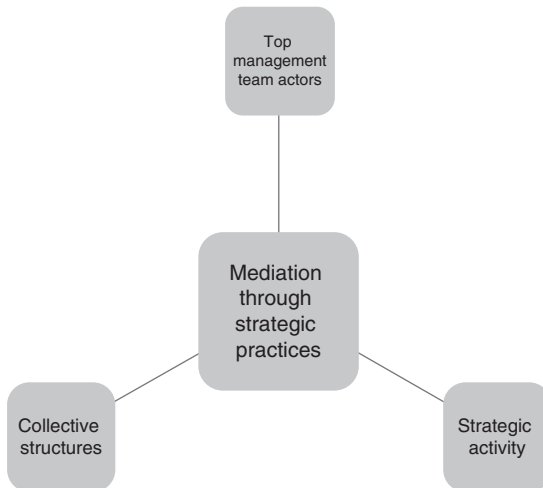 Top
management
team actors
Mediation
through
strategic
practices
Collective
structures
Strategic
activity